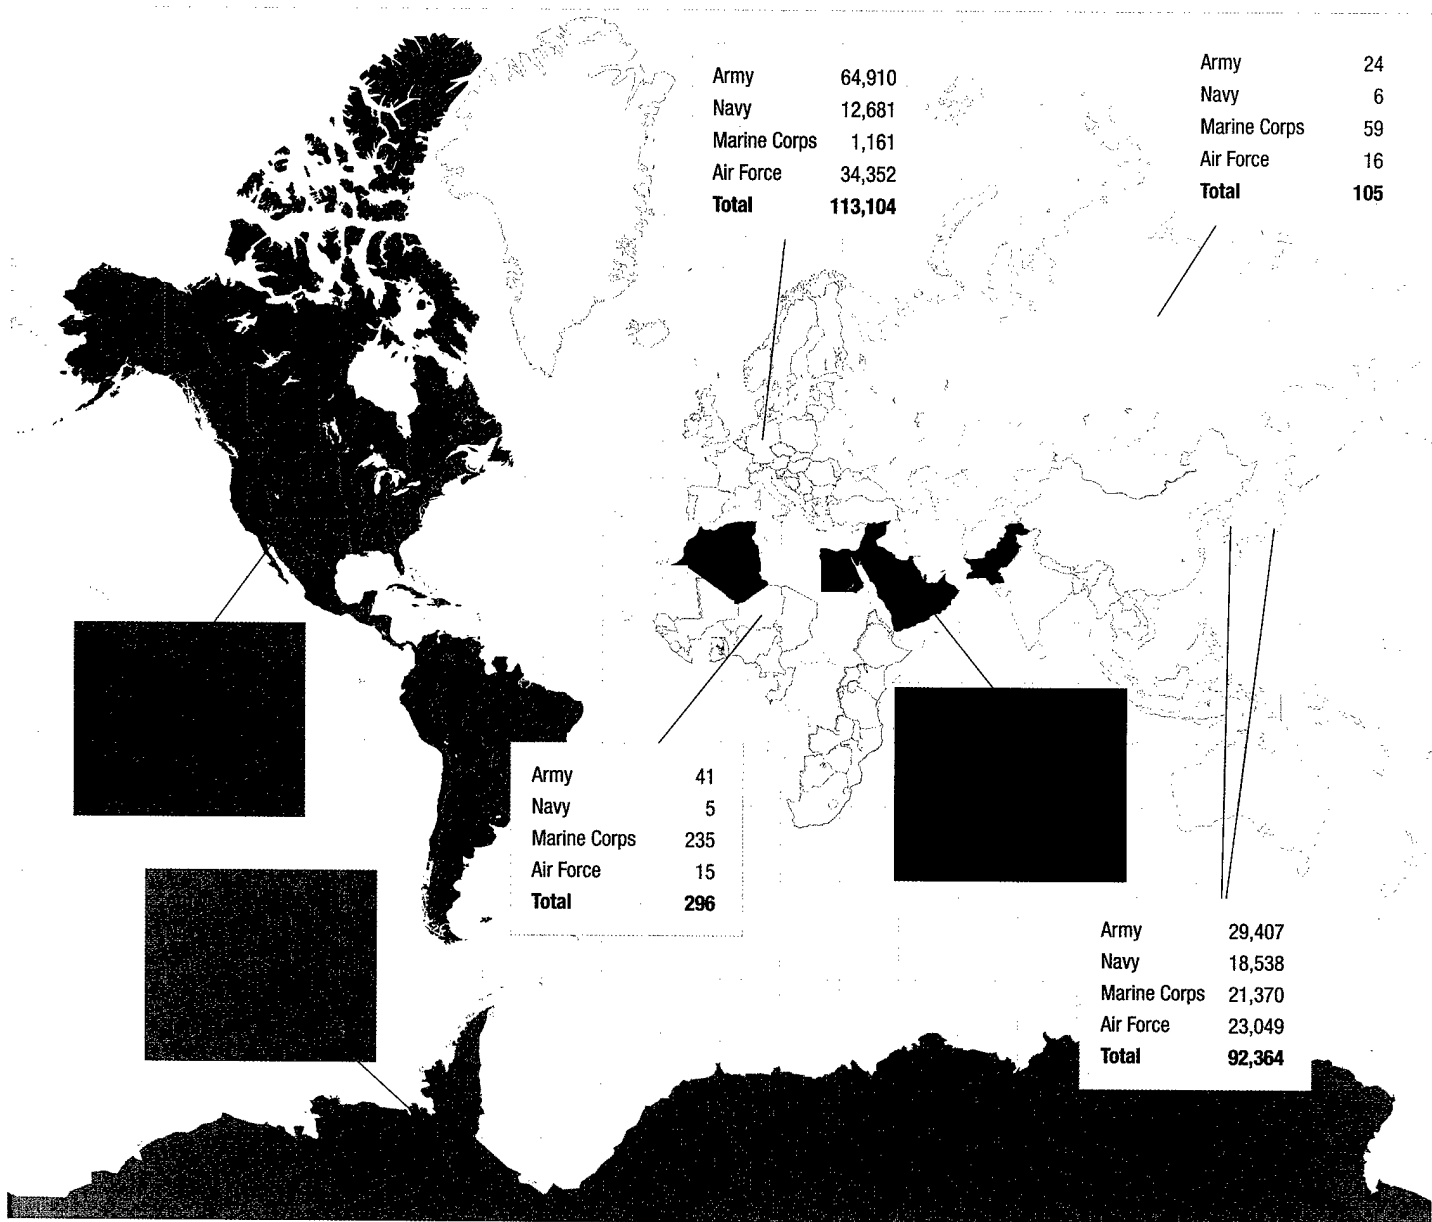 Army 64,910
Navy 12,681
Marine Corps 1,161
Air Force 34,352
Total 113,104
Army 24
Navy 6
Marine Corps 59
Air Force 16
Total 105
Army 41
Navy 5
Marine Corps 235
Air Force 15
Total 296
Army 29,407
Navy 18,538
Marine Corps 21,370
Air Force 23,049
Total 92,364